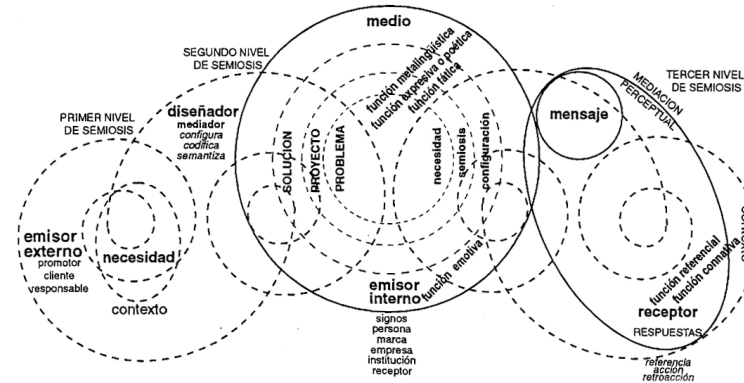 medio
SEGUNDO NIVEL
DE SEMIOSIS
función metalingüística
función expresiva o poética
función fática
TERCER NIVEL
DE SEMIOSIS
MEDIACION
PERCEPTUAL
mensaje
PRIMER NIVEL
DE SEMIOSIS
diseñador
mediador
configura
codifica
semantiza
SOLUCION
PROYECTO
PROBLEMA
necesidad
semiosis
configuración
emisor
externo
promotor
cliente
responsable
necesidad
contexto
emisor
interno
función emotiva
signos
persona
marca
empresa
institución
receptor
función referencial
función connativa
receptor
RESPUESTAS
referencia
acción
retroacción